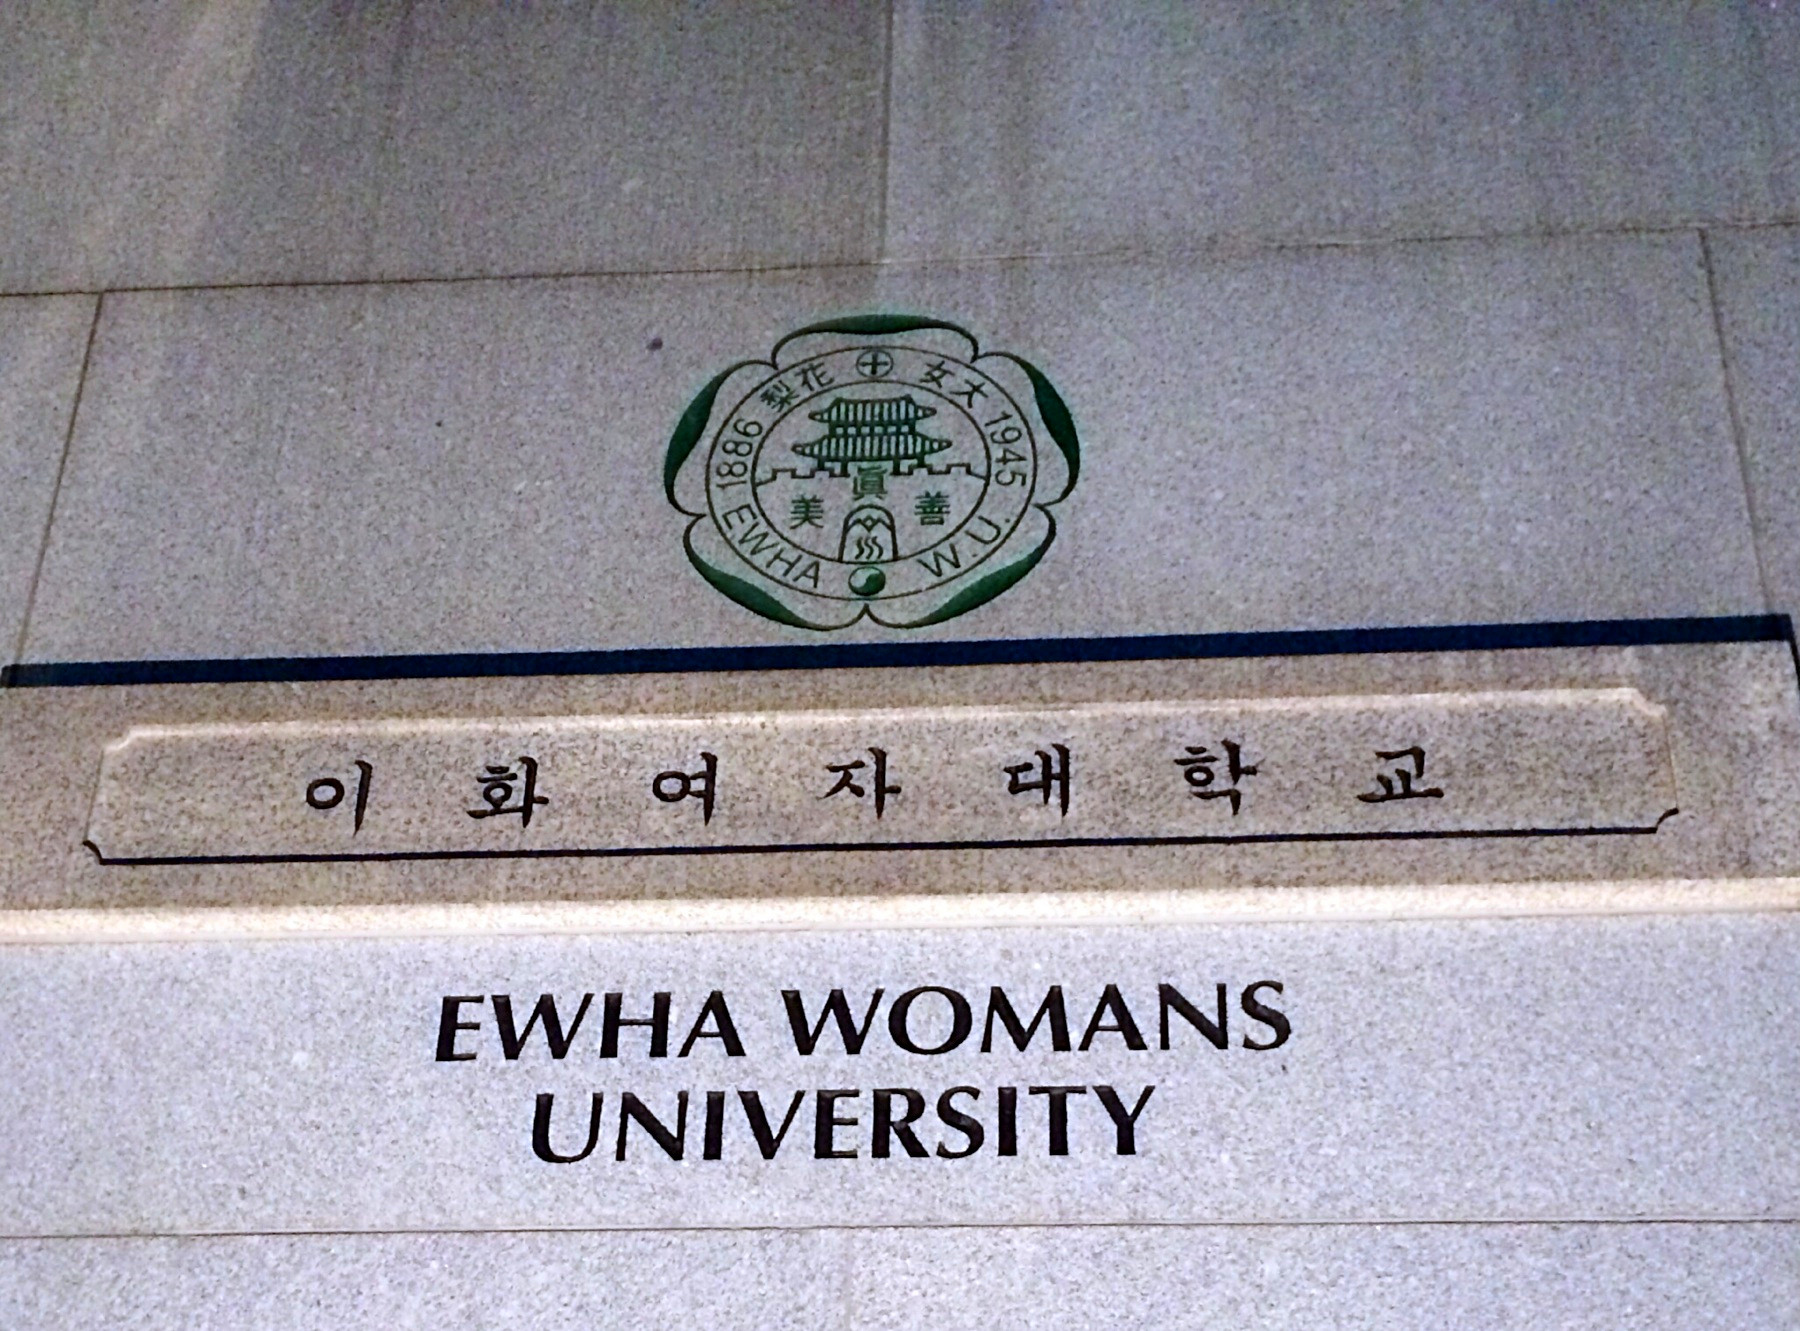 梨花 女大
1886 1945
眞
美 善
EWHA W.U.
이화여자대학교
EWHA WOMANS
UNIVERSITY